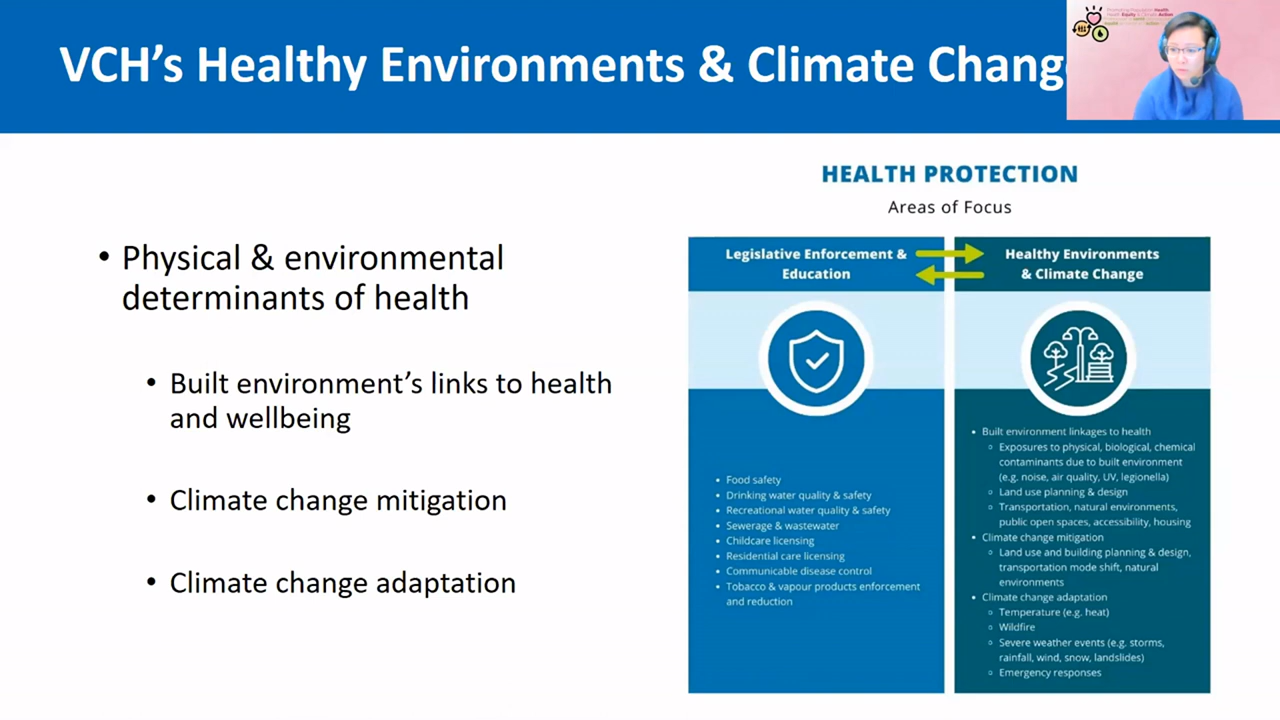 VCH's Healthy Environments & Climate Change
• Physical & environmental
determinants of health
• Built environment's links to health
and wellbeing
• Climate change mitigation
• Climate change adaptation
HEALTH PROTECTION
Areas of Focus
Legislative Enforcement &
Education
• Food safety
• Drinking water quality & safety
• Recreational water quality & safety
• Sewerage & wastewater
• Childcare licensing
• Residential care licensing
• Communicable disease control
• Tobacco & vapour products enforcement
and reduction
Healthy Environments
& Climate Change
• Built environment linkages to health
◦ Exposures to physical, biological, chemical
contaminants due to built environment
(e.g. noise, air quality, UV, legionella)
◦ Land use planning & design
◦ Transportation, natural environments,
public open spaces, accessibility, housing
• Climate change mitigation
◦ Land use and building planning & design,
transportation mode shift, natural
environments
• Climate change adaptation
◦ Temperature (e.g. heat)
◦ Wildfire
◦ Severe weather events (e.g. storms,
rainfall, wind, snow, landslides)
◦ Emergency responses